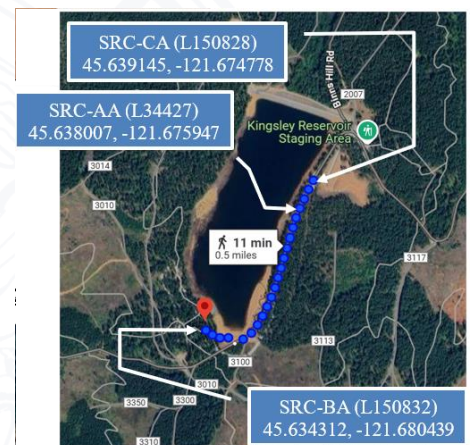 SRC-CA (L150828)
45.639145, -121.674778
SRC-AA (L34427)
45.638007, -121.675947
Binns Hill Rd
2007
Kingsley Reservoir
Staging Area
3014
3010
11 min
0.5 miles
3117
3113
3100
3010
3300
3350
3310
SRC-BA (L150832)
45.634312, -121.680439